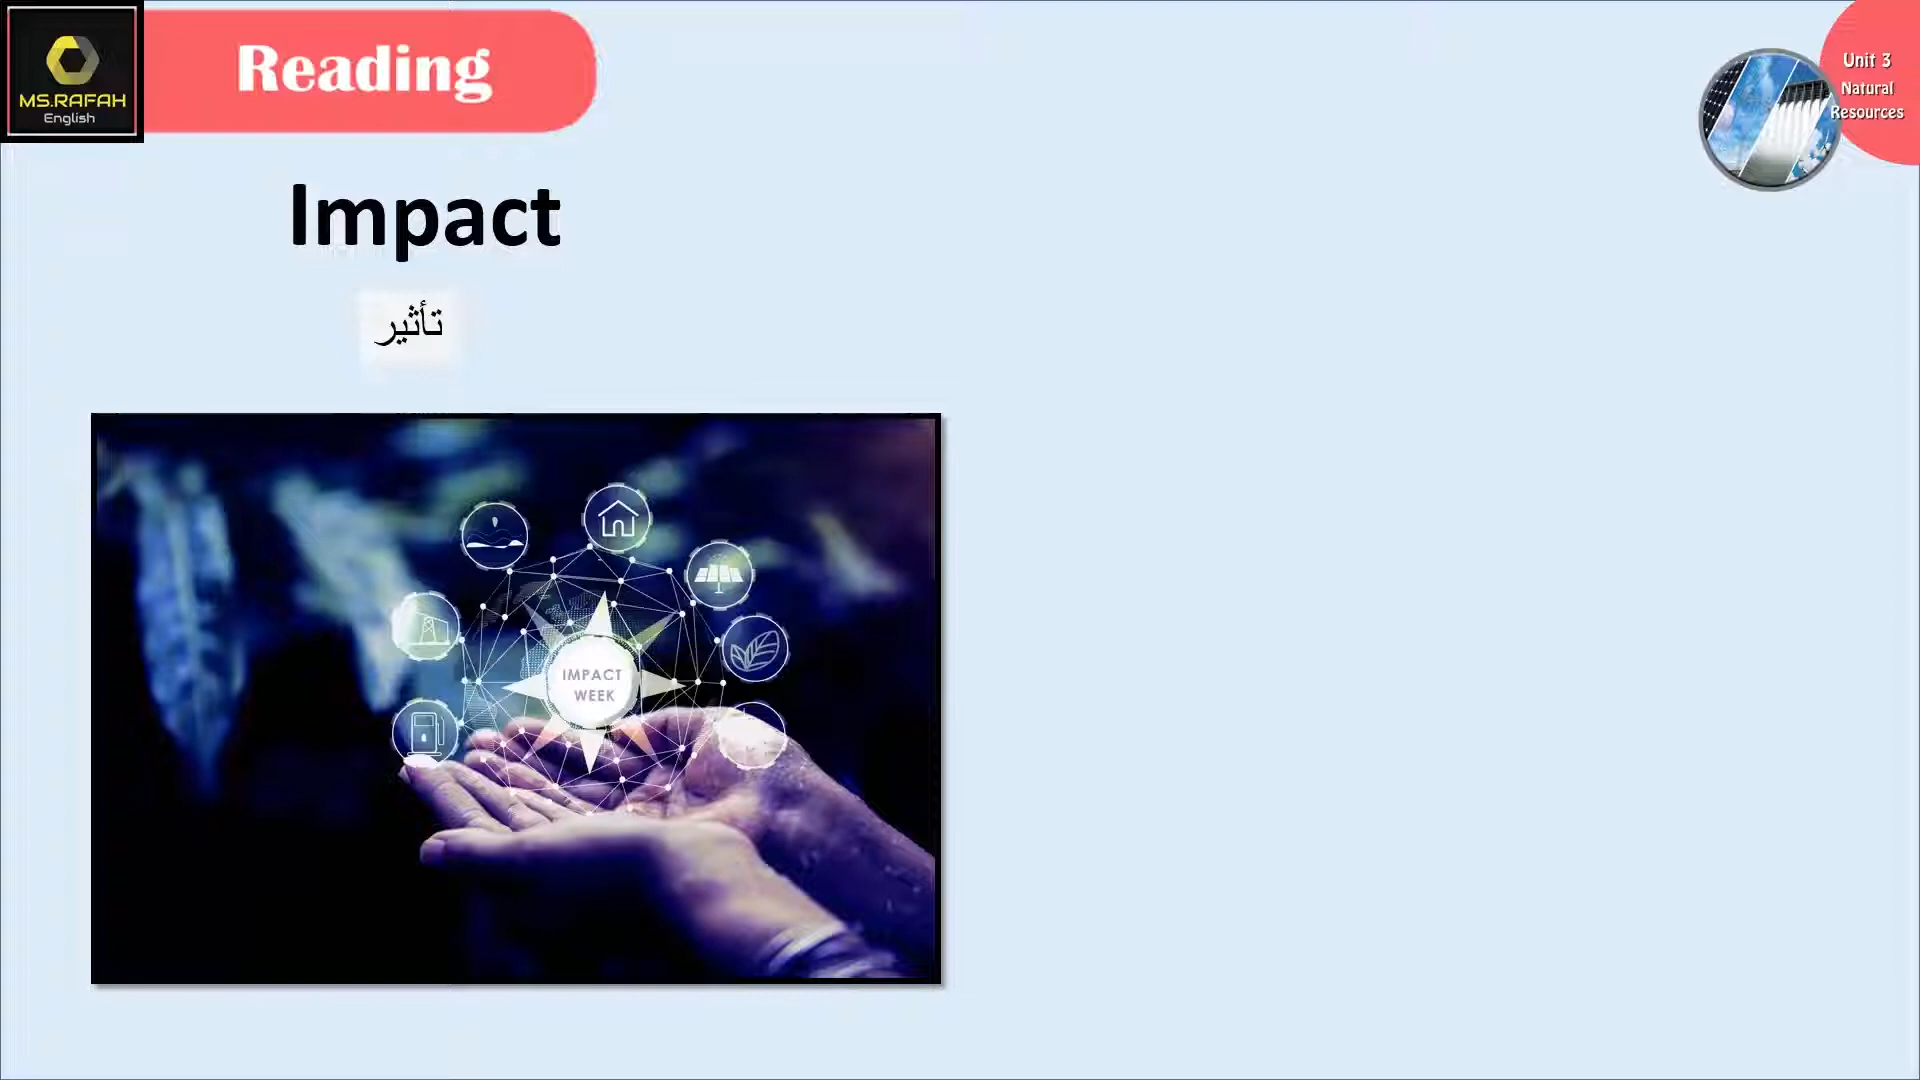 MS.RAFAH
English
Reading
Unit 3
Natural
Resources
Impact
تأثير
IMPACT
WEEK